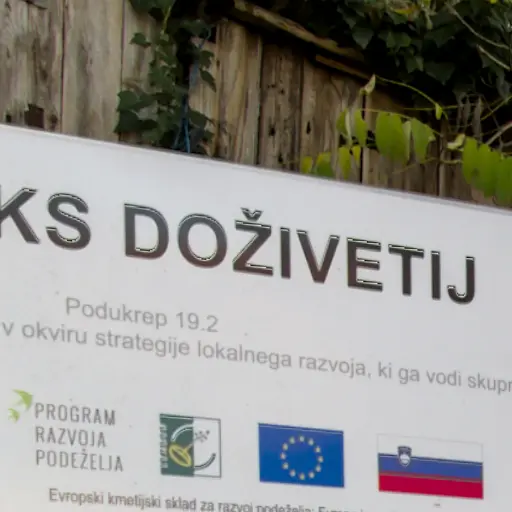 KS DOŽIVETIJ
Podukrep 19.2
v okviru strategije lokalnega razvoja, ki ga vodi skupn
PROGRAM
RAZVOJA
PODEŽELJA
Evropski kmetijski sklad za razvoj podeželja: